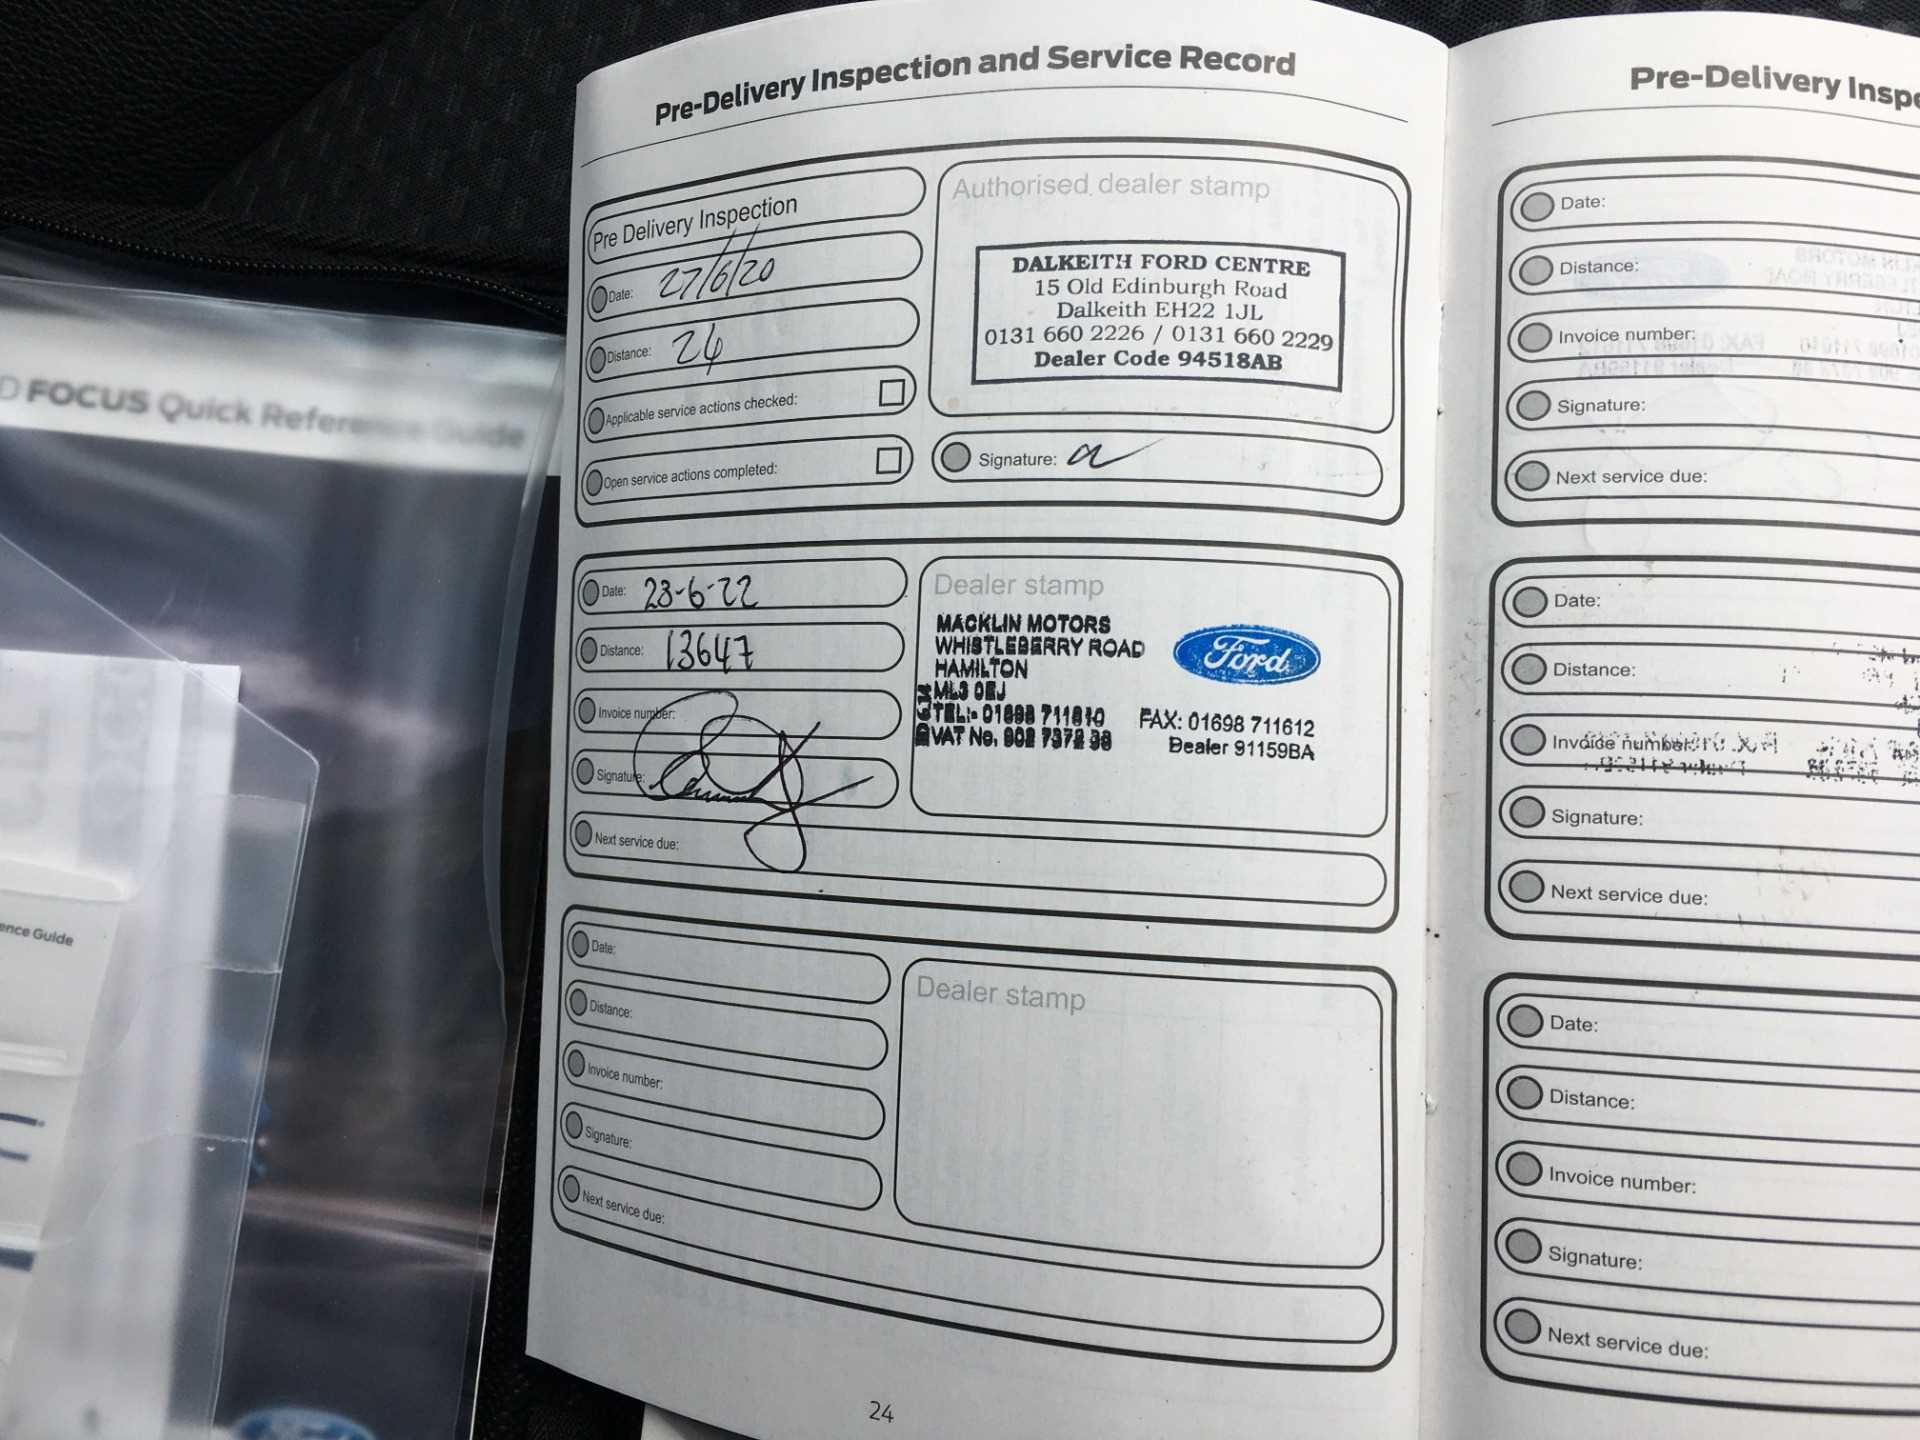 Pre-Delivery Inspection and Service Record
Pre Delivery Inspection
Date: 27/6/20
Distance: 24
Applicable service actions checked:
Open service actions completed:
Authorised dealer stamp
DALKEITH FORD CENTRE
15 Old Edinburgh Road
Dalkeith EH22 1JL
0131 660 2226 / 0131 660 2229
Dealer Code 94518AB
Signature:
Date: 23-6-22
Distance: 13647
Invoice number:
Signature:
Next service due:
Dealer stamp
MACKLIN MOTORS
WHISTLEBERRY ROAD
HAMILTON
ML3 0EJ
TEL:- 01698 711610 FAX: 01698 711612
VAT No. 902 7372 38 Dealer 91159BA
Ford
Date:
Distance:
Invoice number:
Signature:
Next service due:
Dealer stamp
24
Pre-Delivery
Date:
Distance:
Invoice number:
Signature:
Next service due:
Date:
Distance:
Invoice number:
Signature:
Next service due:
Date:
Distance:
Invoice number:
Signature:
Next service due:
FOCUS Quick Reference Guide
Guide